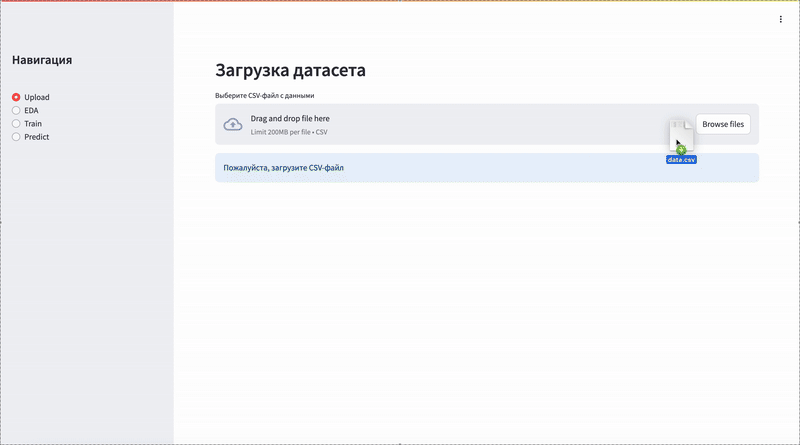 Навигация
Upload
EDA
Train
Predict
Загрузка датасета
Выберите CSV-файл с данными
Drag and drop file here
Limit 200MB per file • CSV
Browse files
data.csv
Пожалуйста, загрузите CSV-файл